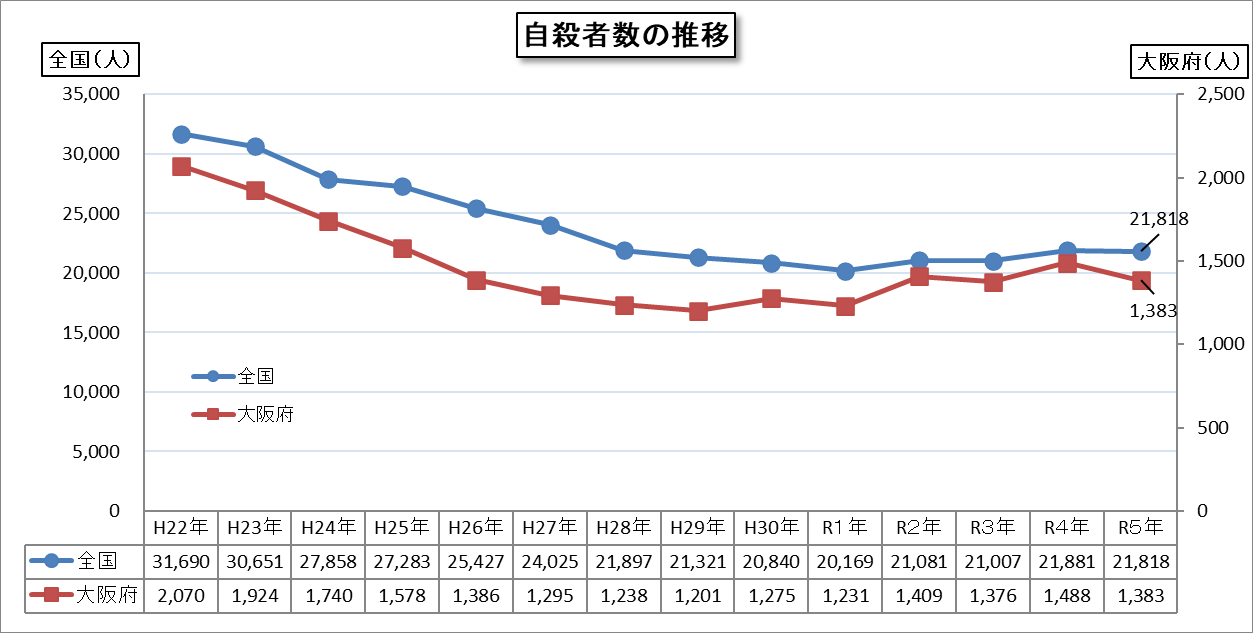 自殺者数の推移
全国(人)
大阪府(人)
35,000
30,000
25,000
20,000
15,000
10,000
5,000
0
2,500
2,000
1,500
1,000
500
0
21,818
1,383
全国
大阪府
H22年 H23年 H24年 H25年 H26年 H27年 H28年 H29年 H30年 R1年 R2年 R3年 R4年 R5年
全国 31,690 30,651 27,858 27,283 25,427 24,025 21,897 21,321 20,840 20,169 21,081 21,007 21,881 21,818
大阪府 2,070 1,924 1,740 1,578 1,386 1,295 1,238 1,201 1,275 1,231 1,409 1,376 1,488 1,383